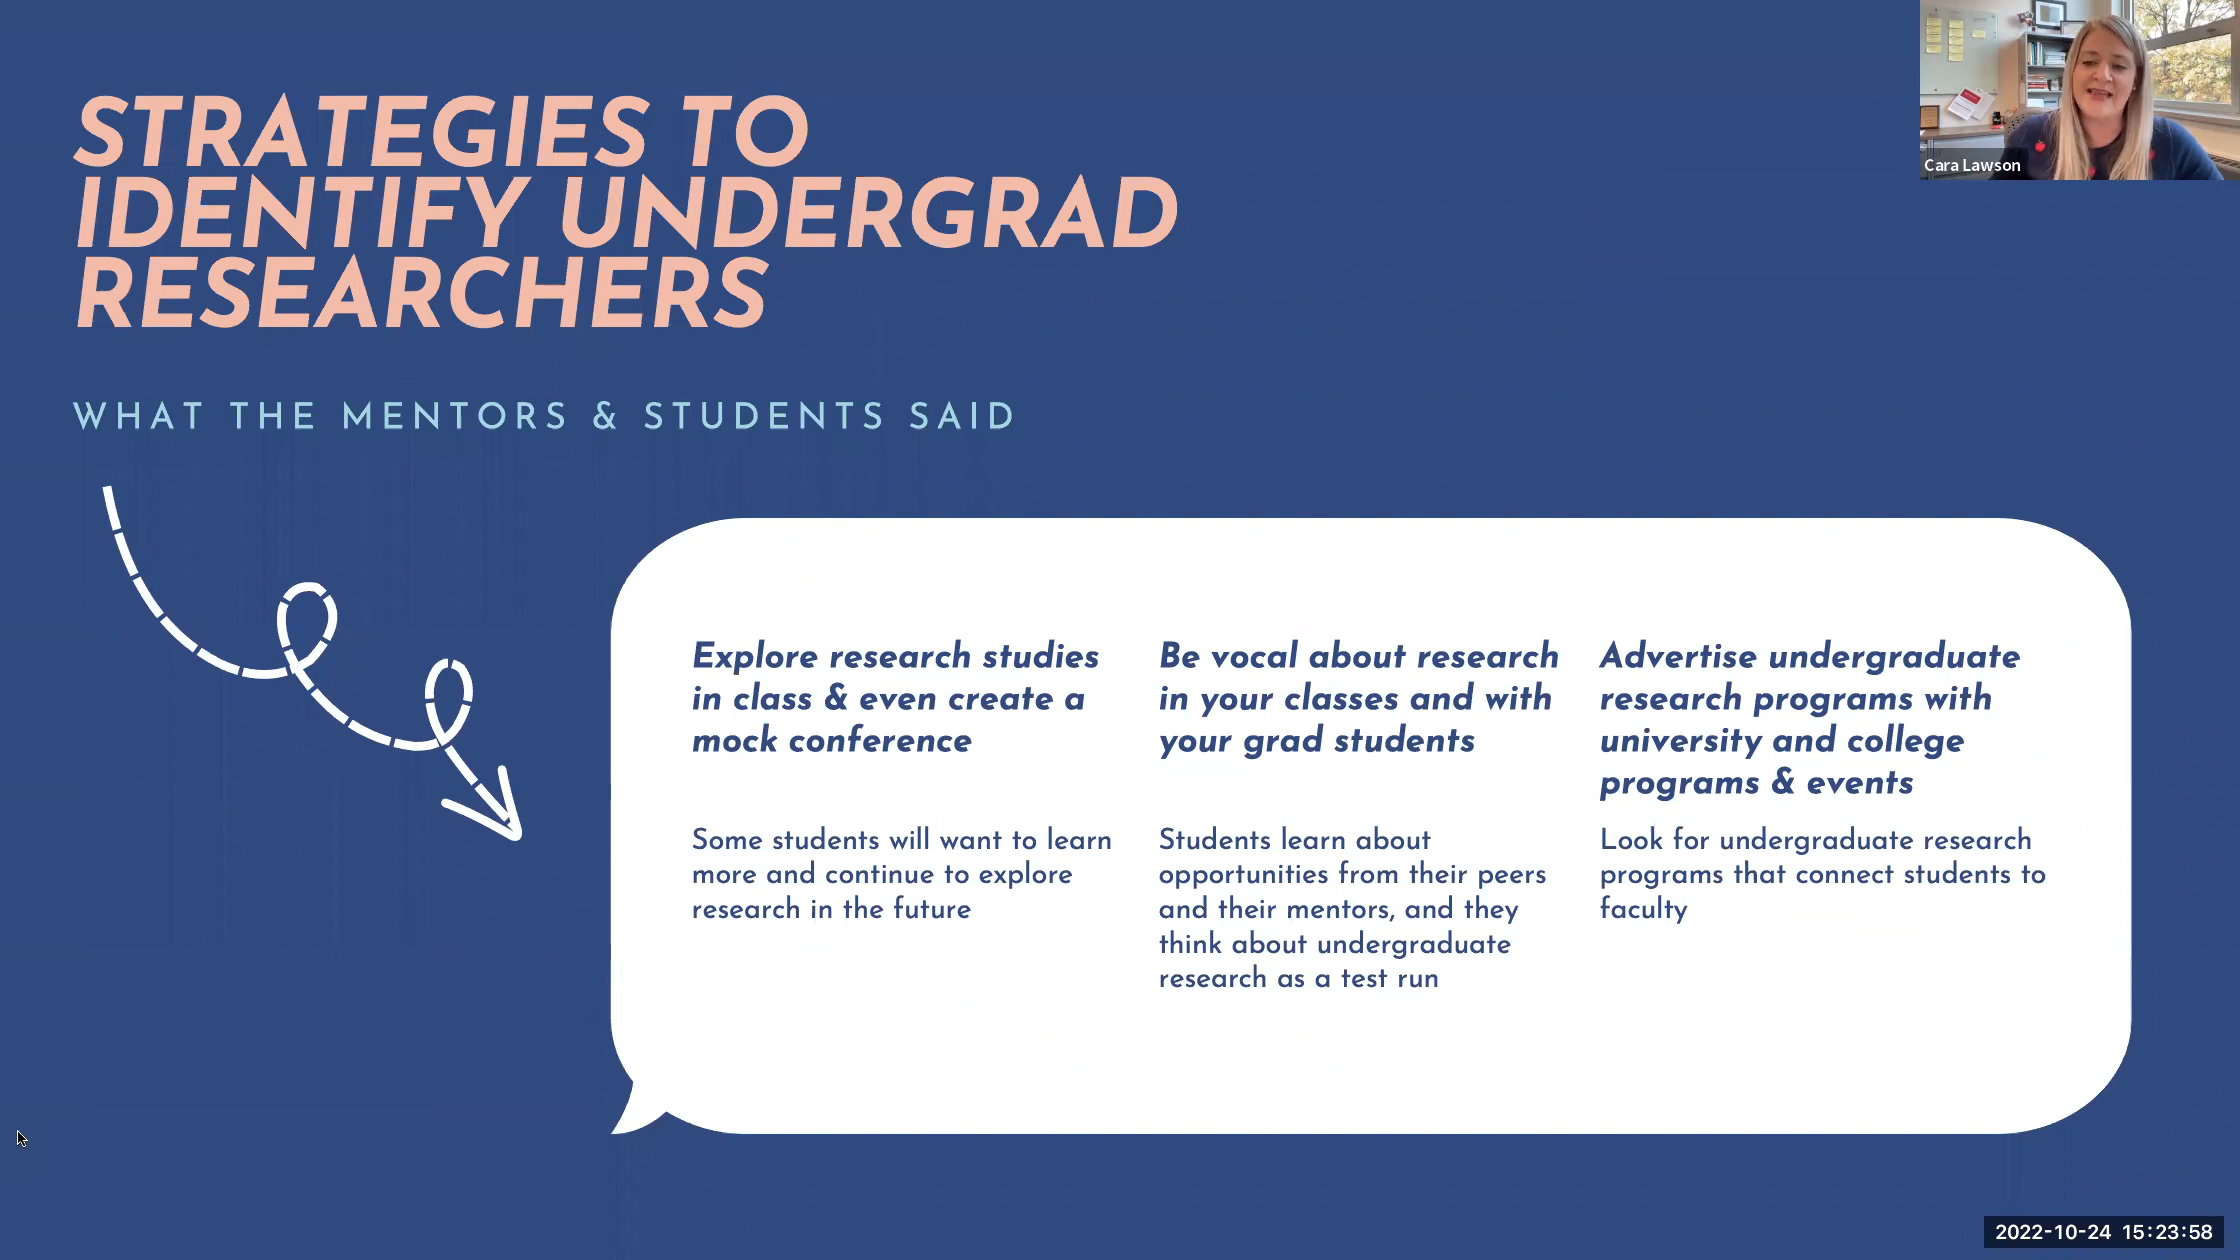 STRATEGIES TO
IDENTIFY UNDERGRAD
RESEARCHERS
WHAT THE MENTORS & STUDENTS SAID
Explore research studies
in class & even create a
mock conference
Some students will want to learn
more and continue to explore
research in the future
Be vocal about research
in your classes and with
your grad students
Students learn about
opportunities from their peers
and their mentors, and they
think about undergraduate
research as a test run
Advertise undergraduate
research programs with
university and college
programs & events
Look for undergraduate research
programs that connect students to
faculty
Cara Lawson
2022-10-24 15:23:58